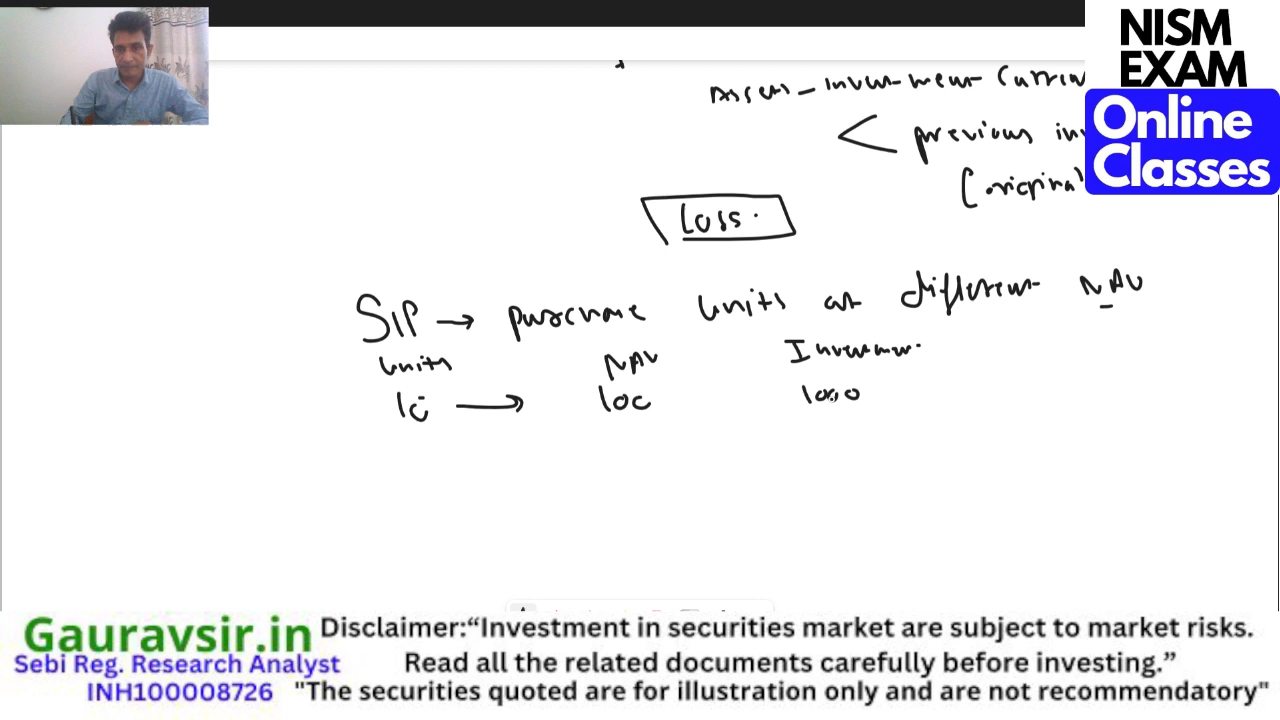 NISM
EXAM
Online
Classes
Assets - Investment Curren
< previous inv
(original
Loss.
SIP → purchase units at different NAV
Units NAV Investment.
10 → 100 1000
Gauravsir.in
Sebi Reg. Research Analyst
INH100008726
Disclaimer:“Investment in securities market are subject to market risks.
Read all the related documents carefully before investing.”
"The securities quoted are for illustration only and are not recommendatory"